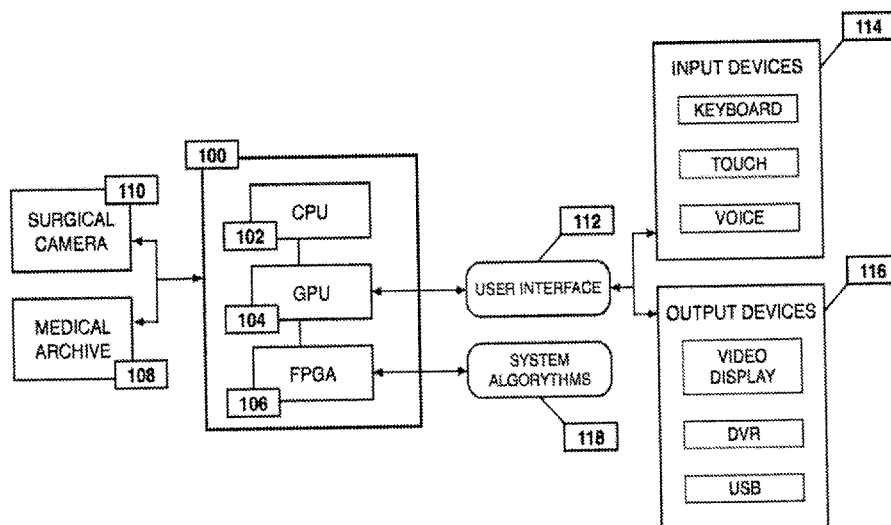 114
INPUT DEVICES
KEYBOARD
TOUCH
VOICE
100
110
SURGICAL
CAMERA
CPU
102
112
GPU
104
USER INTERFACE
116
MEDICAL
ARCHIVE
108
FPGA
106
SYSTEM
ALGORYTHMS
118
OUTPUT DEVICES
VIDEO
DISPLAY
DVR
USB